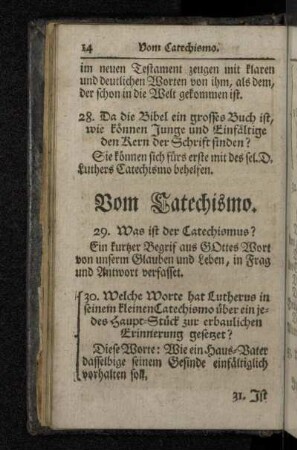 14 Vom Catechismo.
im neuen Testament zeugen mit klaren
und deutlichen Worten von ihm, als dem,
der schon in die Welt gekommen ist.
28. Da die Bibel ein grosses Buch ist,
wie können Junge und Einfältige
den Kern der Schrift finden?
Sie können sich fürs erste mit des sel. D.
Luthers Catechismo behelfen.
Vom Catechismo.
29. Was ist der Catechismus?
Ein kurtzer Begrif aus GOttes Wort
von unserm Glauben und Leben, in Frag
und Antwort verfasset.
30. Welche Worte hat Lutherus in
seinem kleinen Catechismo über ein je-
des Haupt-Stück zur erbaulichen
Erinnerung gesetzet?
Diese Worte: Wie ein Haus-Vater
dasselbige seinem Gesinde einfältiglich
vorhalten soll.
31. Ist